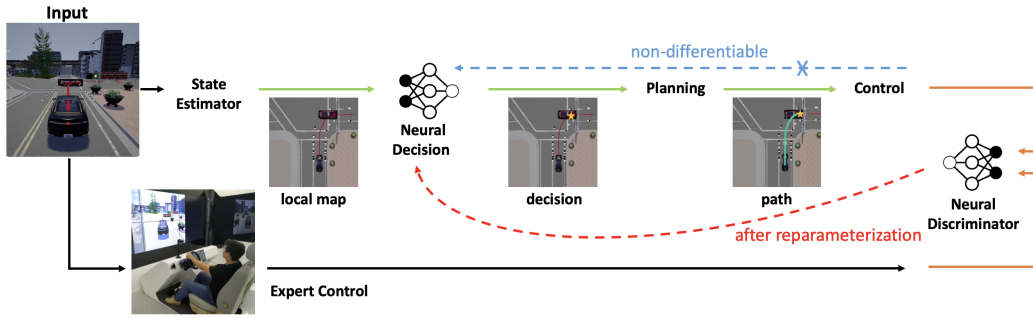 Input
non-differentiable
State
Estimator
Planning
Control
Neural
Decision
local map
decision
path
Neural
Discriminator
after reparameterization
Expert Control